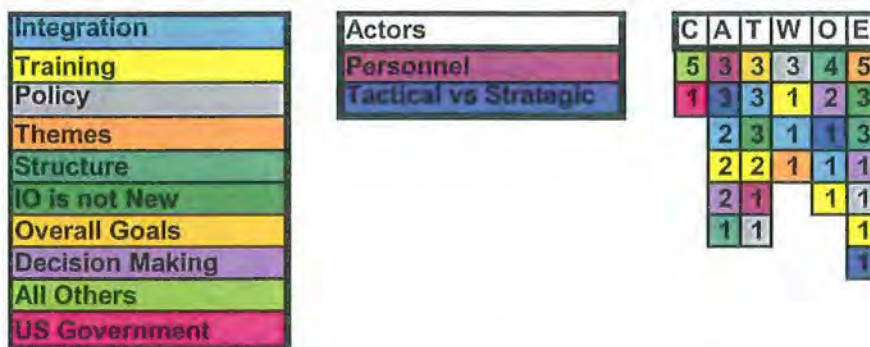 Integration
Training
Policy
Themes
Structure
IO is not New
Overall Goals
Decision Making
All Others
US Government
Actors
Personnel
Tactical vs Strategic
C A T W O E
5 3 3 3 4 5
1 3 3 1 2 3
2 3 1 1 3
2 2 1 1 1
2 1 1 1
1 1 1
1